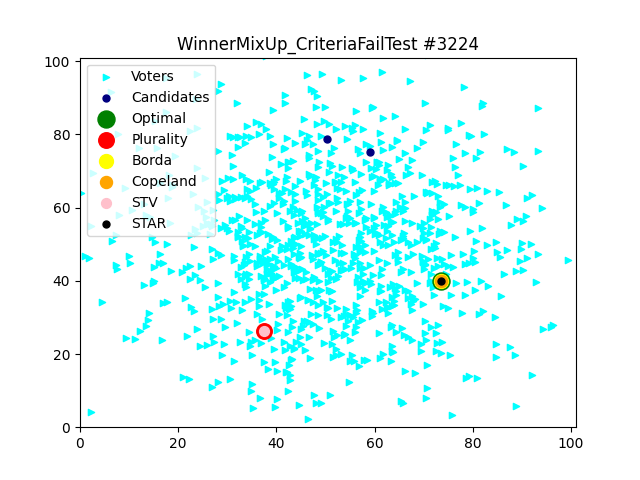 WinnerMixUp_CriteriaFailTest #3224
Voters
Candidates
Optimal
Plurality
Borda
Copeland
STV
STAR
100
80
60
40
20
0
0 20 40 60 80 100